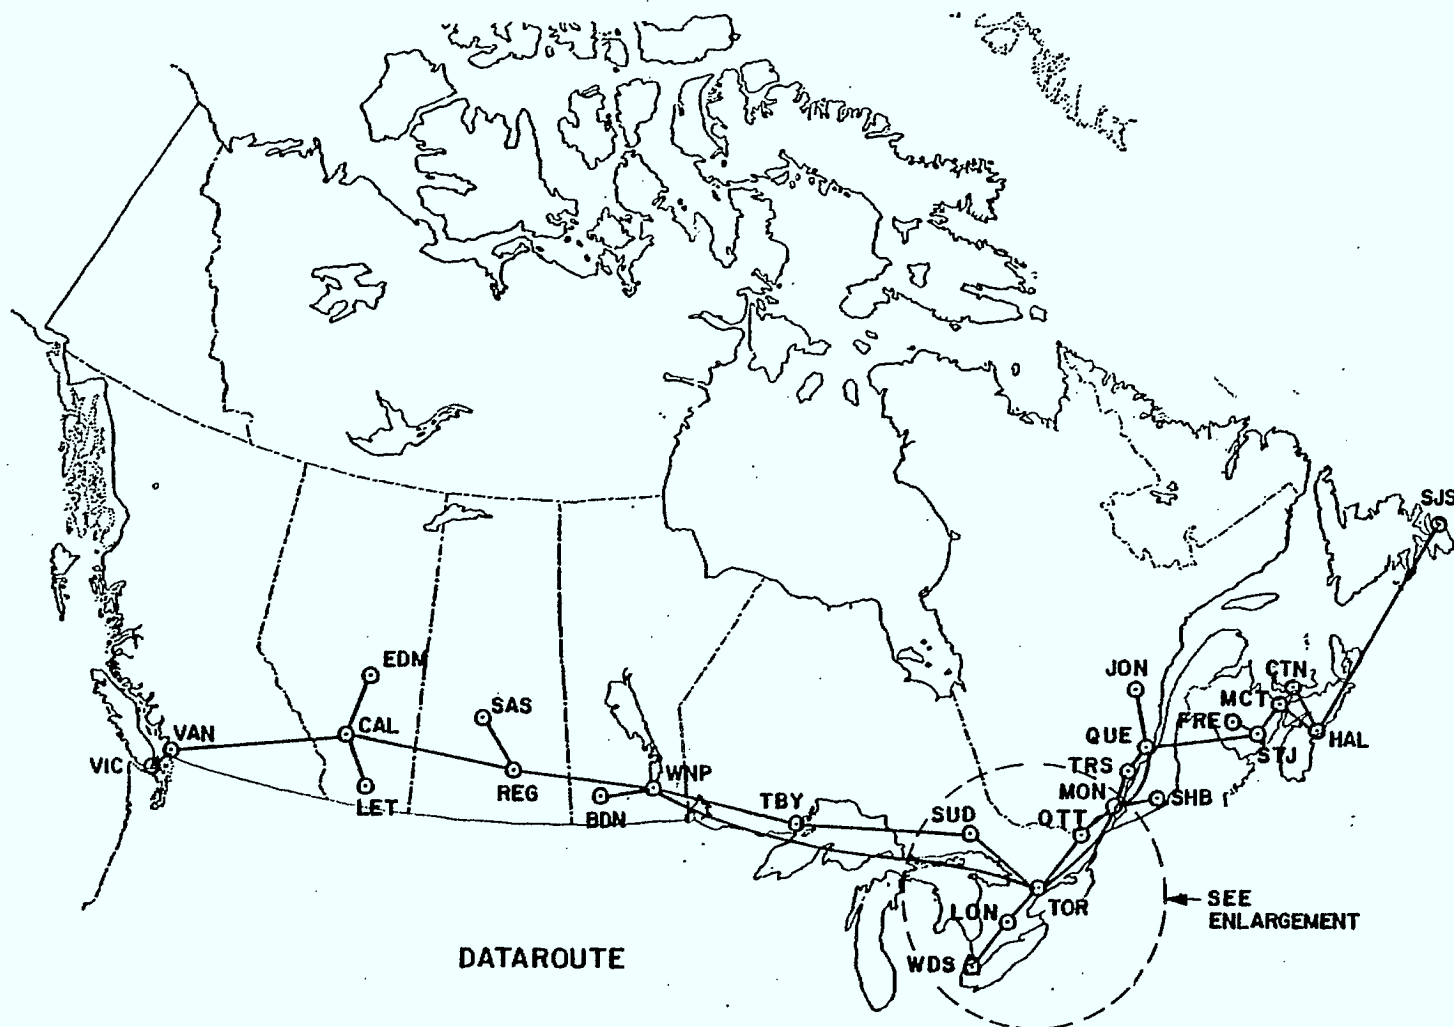 SJS
EDM
JON
CTN
SAS
MCT
VAN
CAL
FRE
QUE
HAL
STJ
VIC
WNP
TRS
REG
MON
SHB
LET
TBY
BDN
SUD
OTT
SEE
ENLARGEMENT
LON
TOR
DATAROUTE
WDS